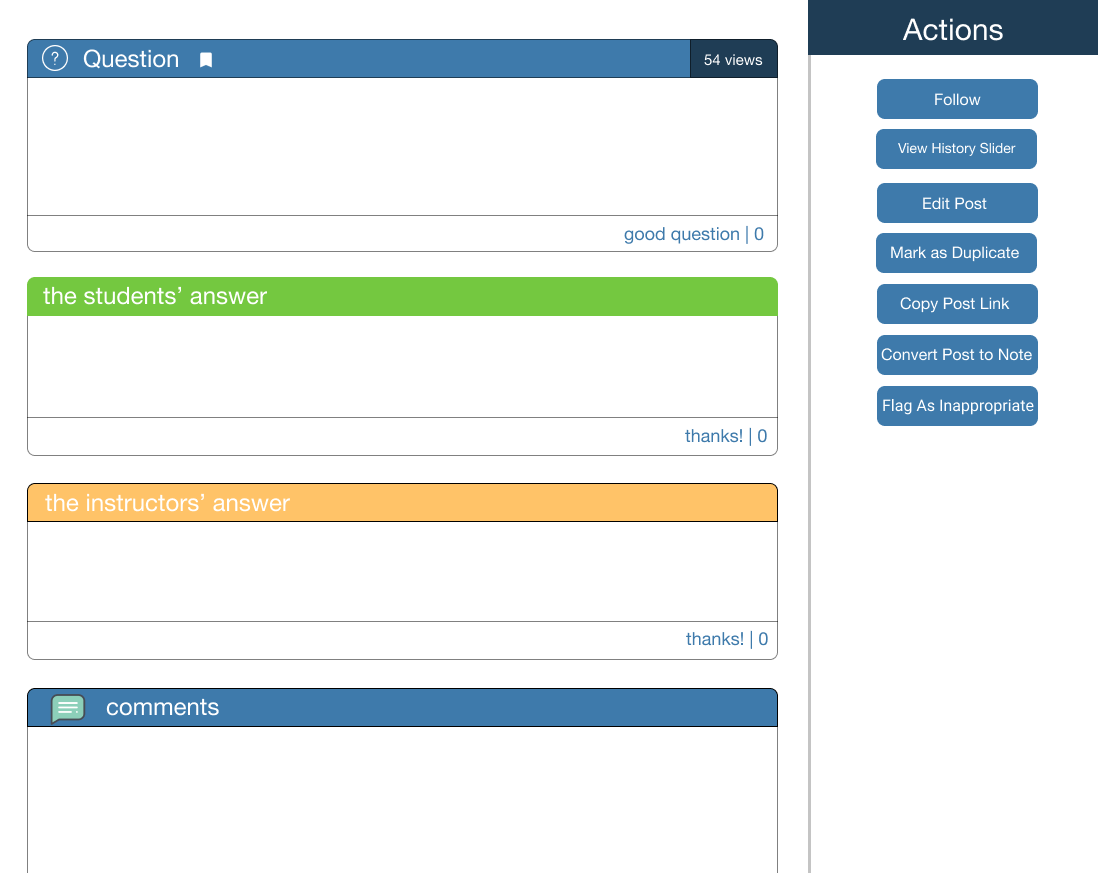 Question
54 views
good question | 0
the students’ answer
thanks! | 0
the instructors’ answer
thanks! | 0
comments
Actions
Follow
View History Slider
Edit Post
Mark as Duplicate
Copy Post Link
Convert Post to Note
Flag As Inappropriate